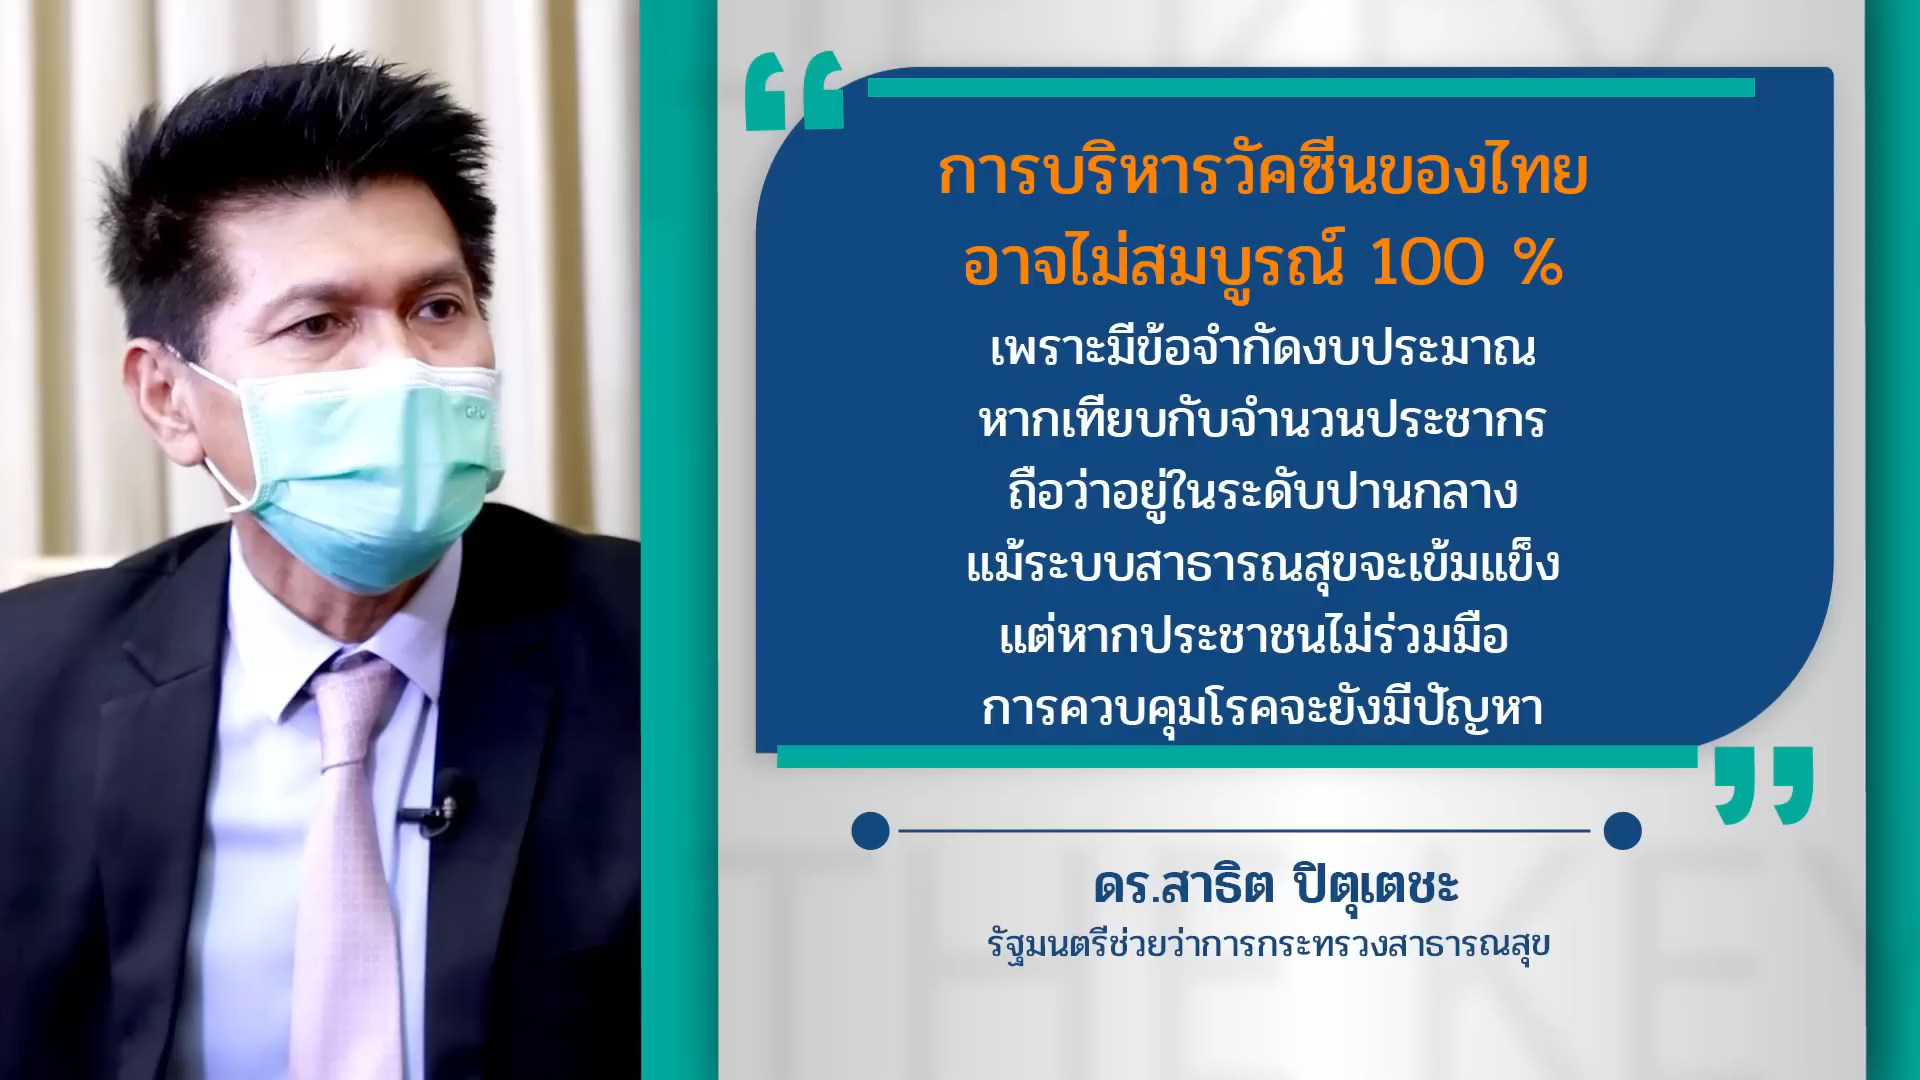 การบริหารวัคซีนของไทย
อาจไม่สมบูรณ์ 100 %
เพราะมีข้อจำกัดงบประมาณ
หากเทียบกับจำนวนประชากร
ถือว่าอยู่ในระดับปานกลาง
แม้ระบบสาธารณสุขจะเข้มแข็ง
แต่หากประชาชนไม่ร่วมมือ
การควบคุมโรคจะยังมีปัญหา
ดร.สาธิต ปิตุเตชะ
รัฐมนตรีช่วยว่าการกระทรวงสาธารณสุข
THE KEY